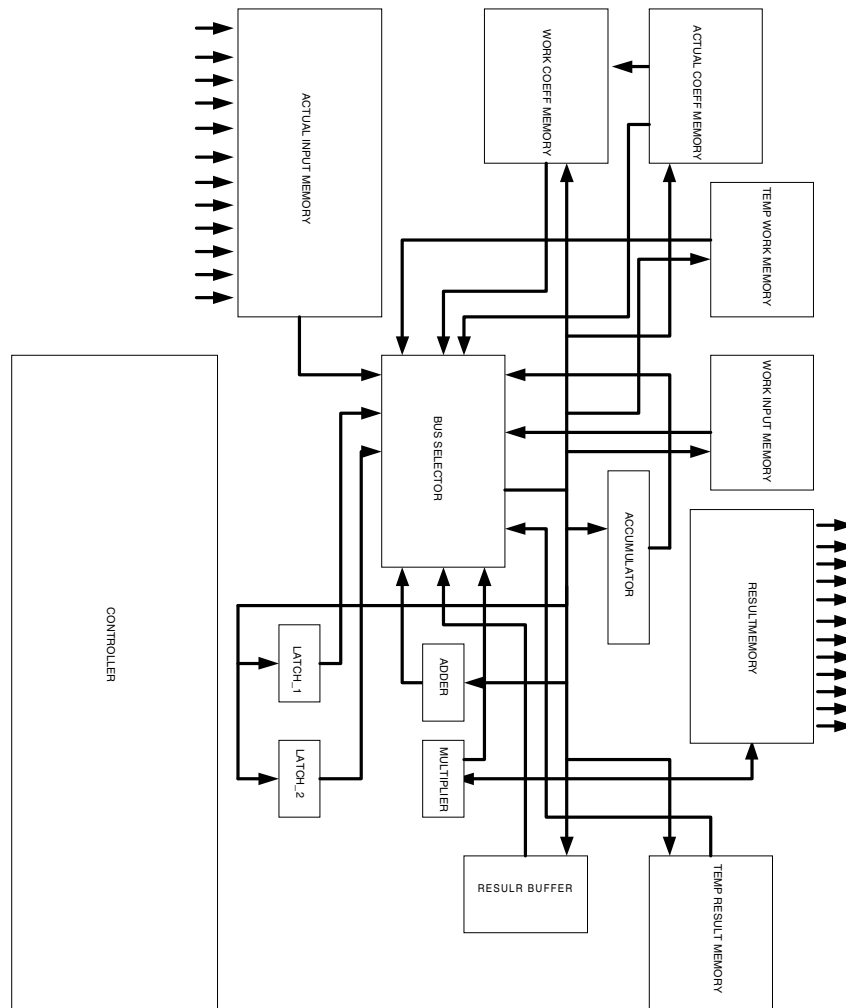 ACTUAL INPUT MEMORY
WORK COEFF MEMORY
ACTUAL COEFF MEMORY
TEMP WORK MEMORY
WORK INPUT MEMORY
BUS SELECTOR
ACCUMULATOR
RESULTMEMORY
CONTROLLER
LATCH_1
ADDER
LATCH_2
MULTIPLIER
RESULR BUFFER
TEMP RESULT MEMORY